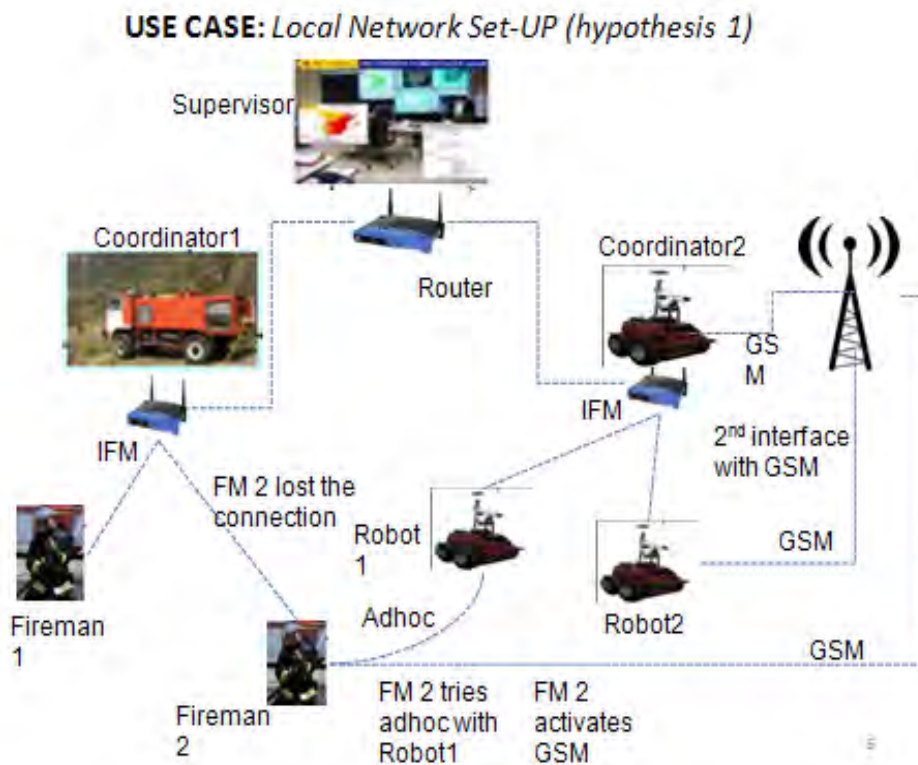 USE CASE: Local Network Set-UP (hypothesis 1)
Supervisor
Coordinator1
Router
Coordinator2
GS
M
IFM
IFM
2nd interface
with GSM
FM 2 lost the
connection
Robot
1
GSM
Fireman
1
Adhoc
Robot2
GSM
Fireman
2
FM 2 tries
adhoc with
Robot1
FM 2
activates
GSM